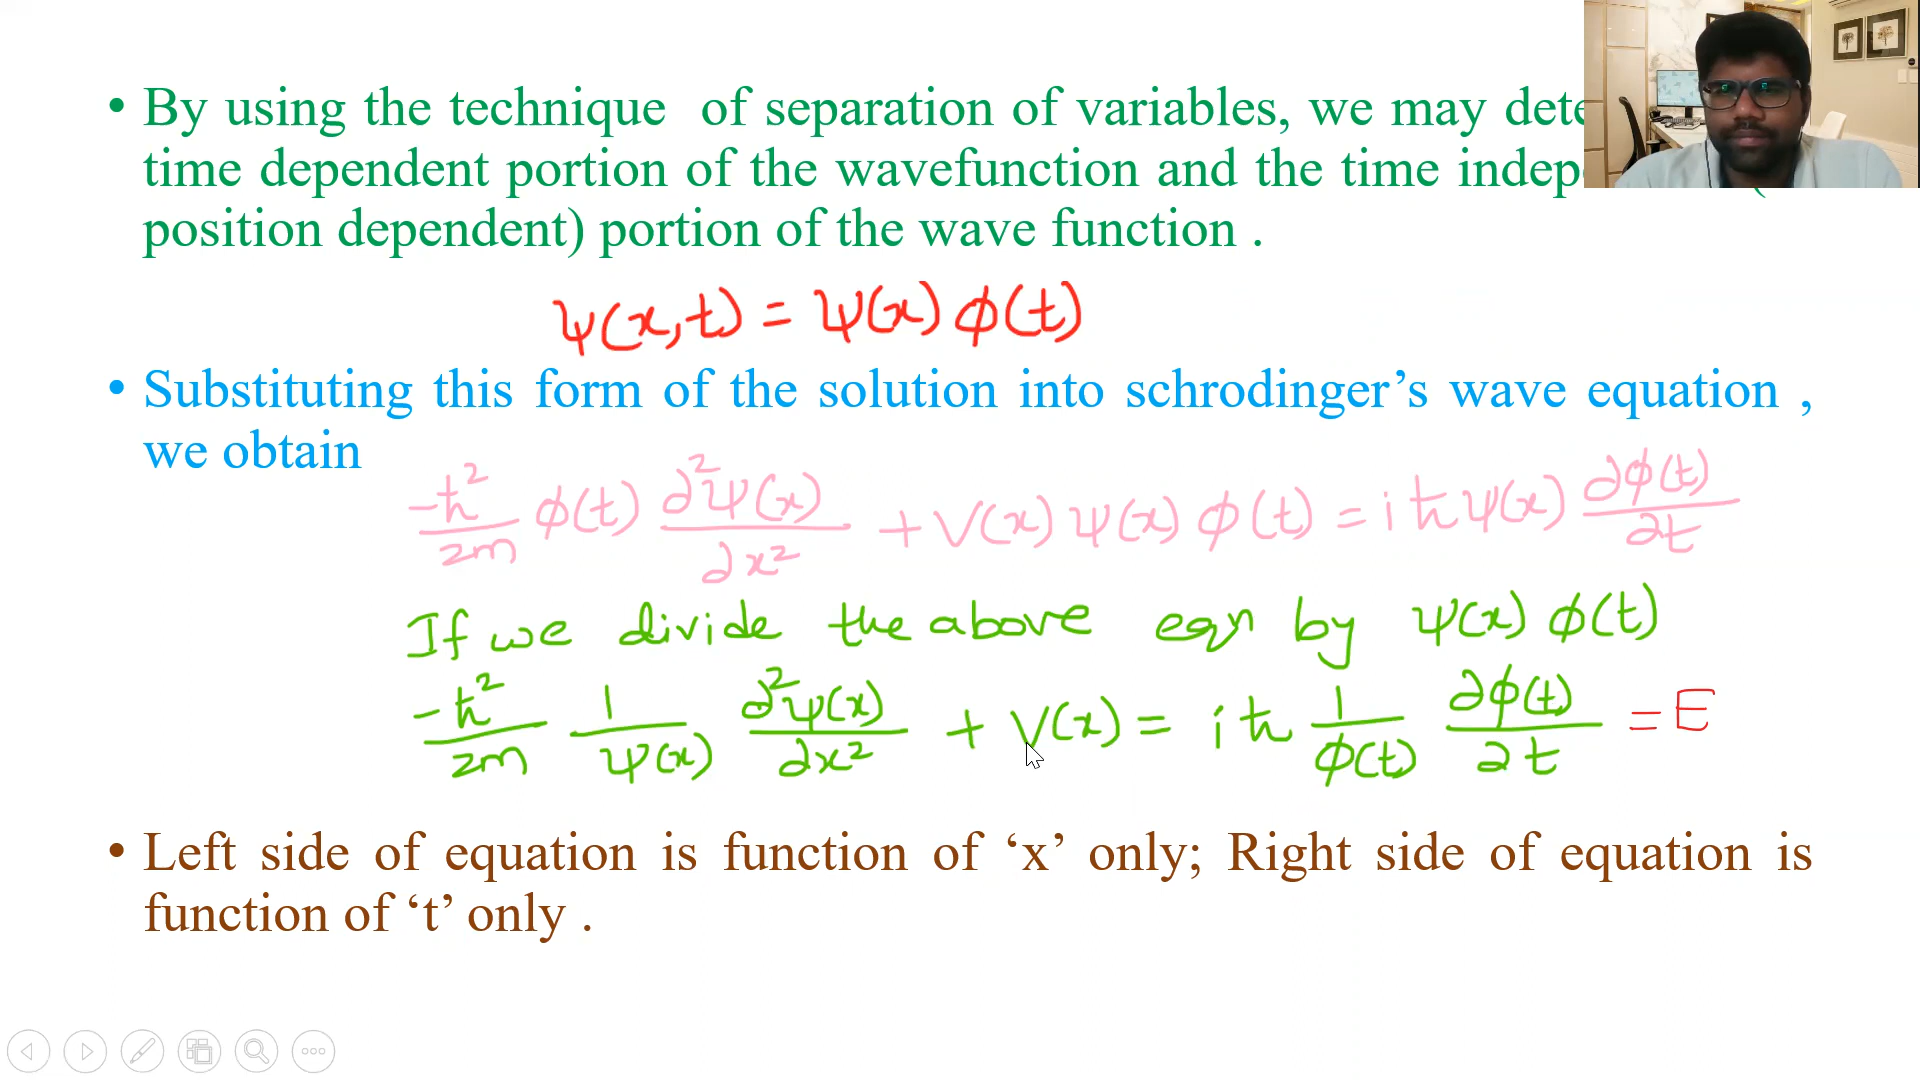 • By using the technique of separation of variables, we may
time dependent portion of the wavefunction and the time
position dependent) portion of the wave function .
ψ(x,t) = ψ(x) ϕ(t)
• Substituting this form of the solution into schrodinger’s wave equation ,
we obtain
-ħ²/2m ϕ(t) ∂²ψ(x)/∂x² + V(x) ψ(x) ϕ(t) = iħ ψ(x) ∂ϕ(t)/∂t
If we divide the above eqn by ψ(x) ϕ(t)
-ħ²/2m 1/ψ(x) ∂²ψ(x)/∂x² + V(x) = iħ 1/ϕ(t) ∂ϕ(t)/∂t = E
• Left side of equation is function of ‘x’ only; Right side of equation is
function of ‘t’ only .